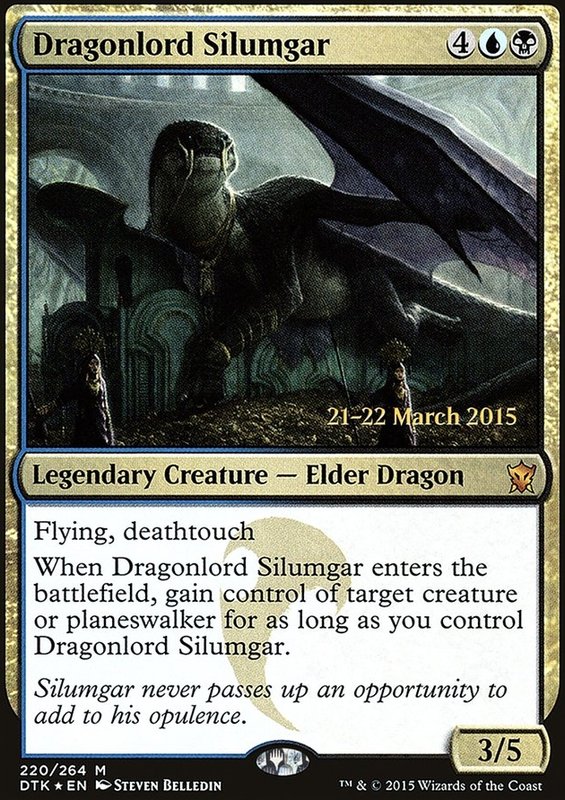 Dragonlord Silumgar 4
21–22 March 2015
Legendary Creature — Elder Dragon
Flying, deathtouch
When Dragonlord Silumgar enters the
battlefield, gain control of target creature
or planeswalker for as long as you control
Dragonlord Silumgar.
Silumgar never passes up an opportunity to
add to his opulence.
3/5
220/264 M
DTK ★ EN Steven Belledin ™ & © 2015 Wizards of the Coast